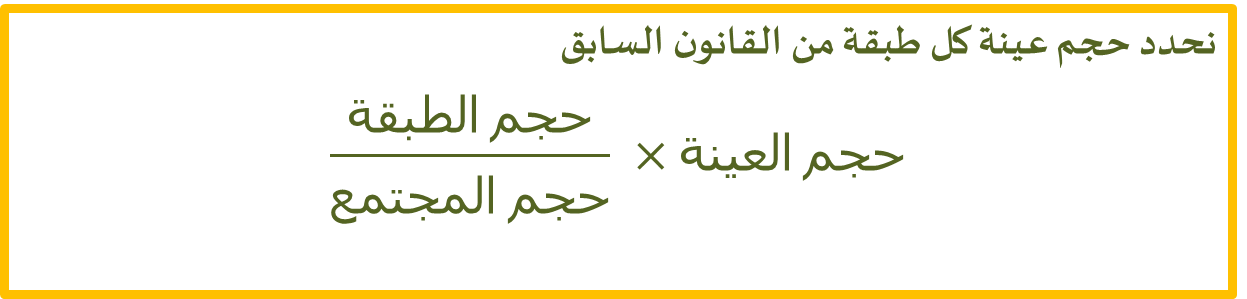 نحدد حجم عينة كل طبقة من القانون السابق
حجم العينة × حجم الطبقة
حجم المجتمع